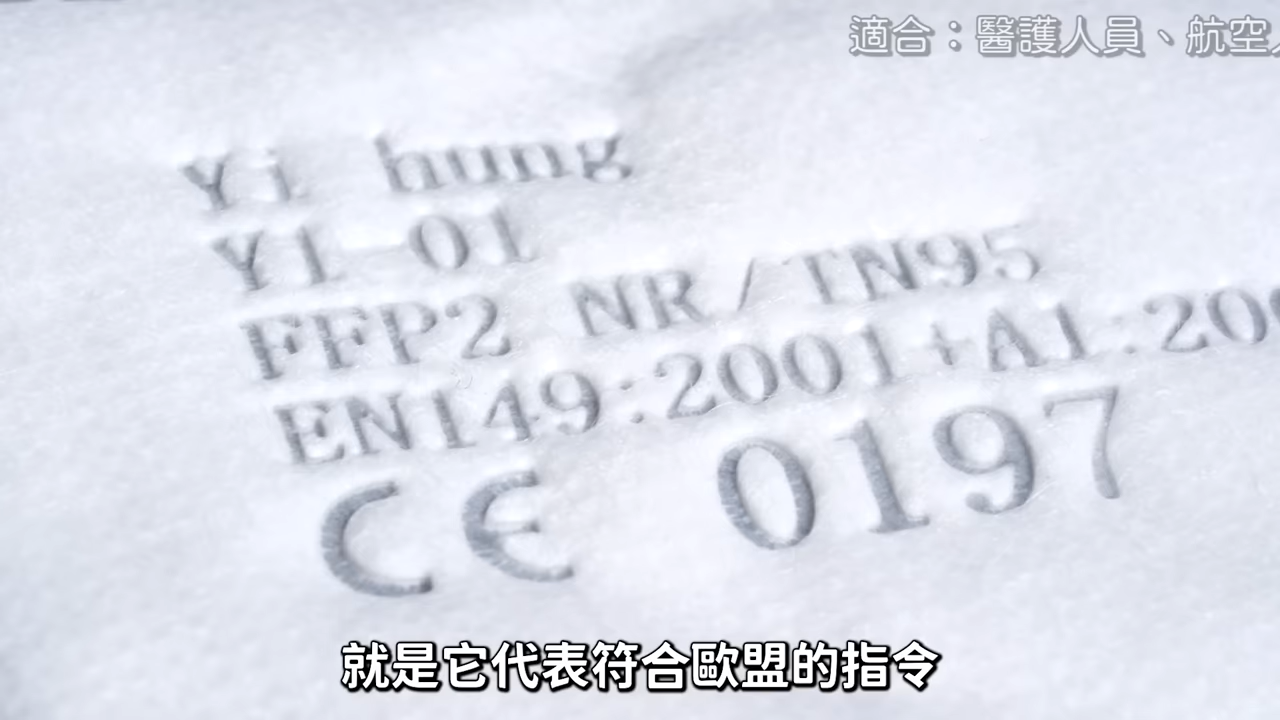 適合：醫護人員、航空
Yi hung
YI-01
FFP2 NR/TN95
EN149:2001+A1:200
CE 0197
就是它代表符合歐盟的指令